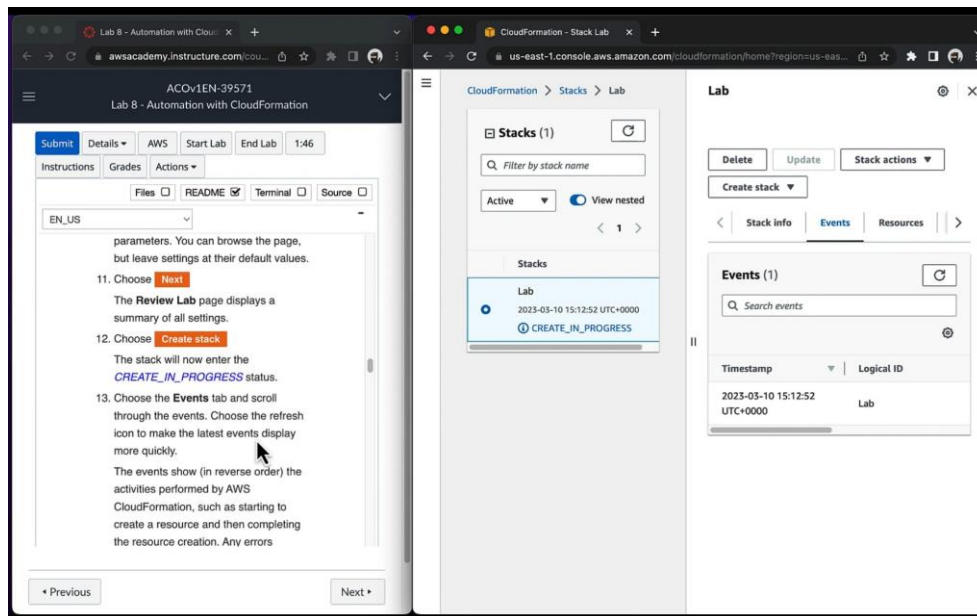 Lab 8 - Automation with Cloud
awsacademy.instructure.com/cou...
ACOv1EN-39571
Lab 8 - Automation with CloudFormation
Submit Details AWS Start Lab End Lab 1:46
Instructions Grades Actions
Files README Terminal Source
EN_US
parameters. You can browse the page,
but leave settings at their default values.
11. Choose Next
The Review Lab page displays a
summary of all settings.
12. Choose Create stack
The stack will now enter the
CREATE_IN_PROGRESS status.
13. Choose the Events tab and scroll
through the events. Choose the refresh
icon to make the latest events display
more quickly.
The events show (in reverse order) the
activities performed by AWS
CloudFormation, such as starting to
create a resource and then completing
the resource creation. Any errors
Previous Next
CloudFormation - Stack Lab
us-east-1.console.aws.amazon.com/cloudformation/home?region=us-eas...
CloudFormation > Stacks > Lab
Stacks (1)
Filter by stack name
Active View nested
1
Stacks
Lab
2023-03-10 15:12:52 UTC+0000
CREATE_IN_PROGRESS
Lab
Delete Update Stack actions
Create stack
Stack info Events Resources
Events (1)
Search events
Timestamp Logical ID
2023-03-10 15:12:52
UTC+0000
Lab